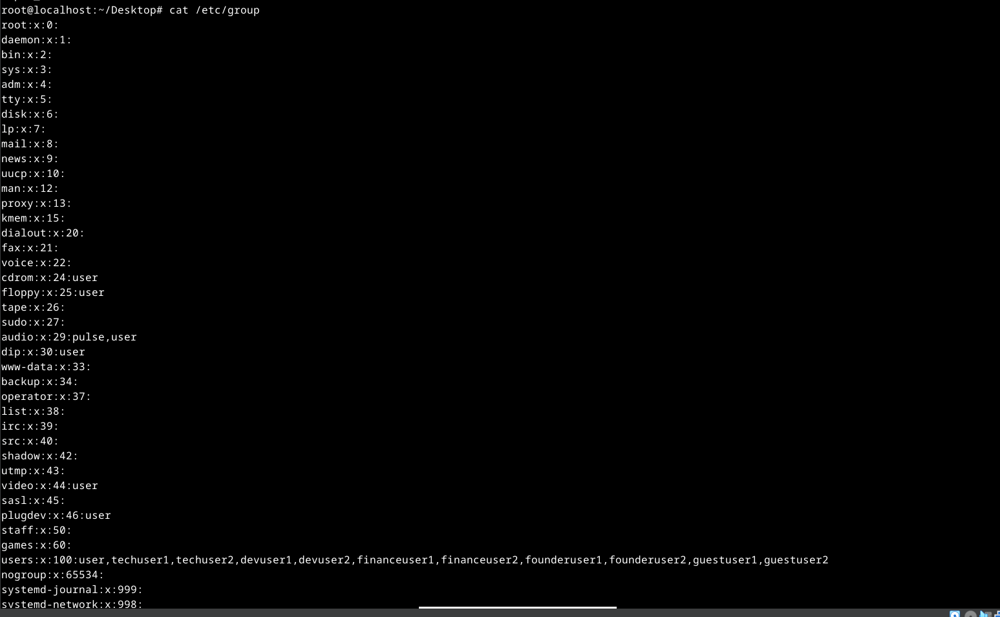 root@localhost:~/Desktop# cat /etc/group
root:x:0:
daemon:x:1:
bin:x:2:
sys:x:3:
adm:x:4:
tty:x:5:
disk:x:6:
lp:x:7:
mail:x:8:
news:x:9:
uucp:x:10:
man:x:12:
proxy:x:13:
kmem:x:15:
dialout:x:20:
fax:x:21:
voice:x:22:
cdrom:x:24:user
floppy:x:25:user
tape:x:26:
sudo:x:27:
audio:x:29:pulse,user
dip:x:30:user
www-data:x:33:
backup:x:34:
operator:x:37:
list:x:38:
irc:x:39:
src:x:40:
shadow:x:42:
utmp:x:43:
video:x:44:user
sasl:x:45:
plugdev:x:46:user
staff:x:50:
games:x:60:
users:x:100:user,techuser1,techuser2,devuser1,devuser2,financeuser1,financeuser2,founderuser1,founderuser2,guestuser1,guestuser2
nogroup:x:65534:
systemd-journal:x:999:
systemd-network:x:998: